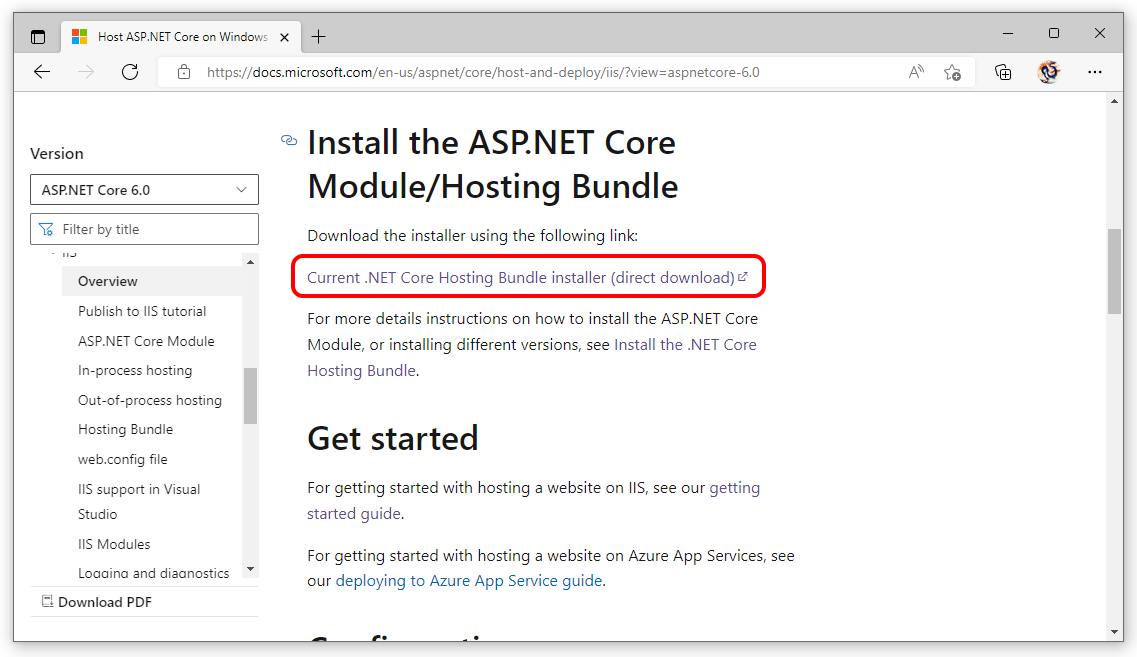 Host ASP.NET Core on Windows
https://docs.microsoft.com/en-us/aspnet/core/host-and-deploy/iis/?view=aspnetcore-6.0
Version
ASP.NET Core 6.0
Filter by title
IIS
Overview
Publish to IIS tutorial
ASP.NET Core Module
In-process hosting
Out-of-process hosting
Hosting Bundle
web.config file
IIS support in Visual
Studio
IIS Modules
Logging and diagnostics
Download PDF
Install the ASP.NET Core
Module/Hosting Bundle
Download the installer using the following link:
Current .NET Core Hosting Bundle installer (direct download)
For more details instructions on how to install the ASP.NET Core
Module, or installing different versions, see Install the .NET Core
Hosting Bundle.
Get started
For getting started with hosting a website on IIS, see our getting
started guide.
For getting started with hosting a website on Azure App Services, see
our deploying to Azure App Service guide.